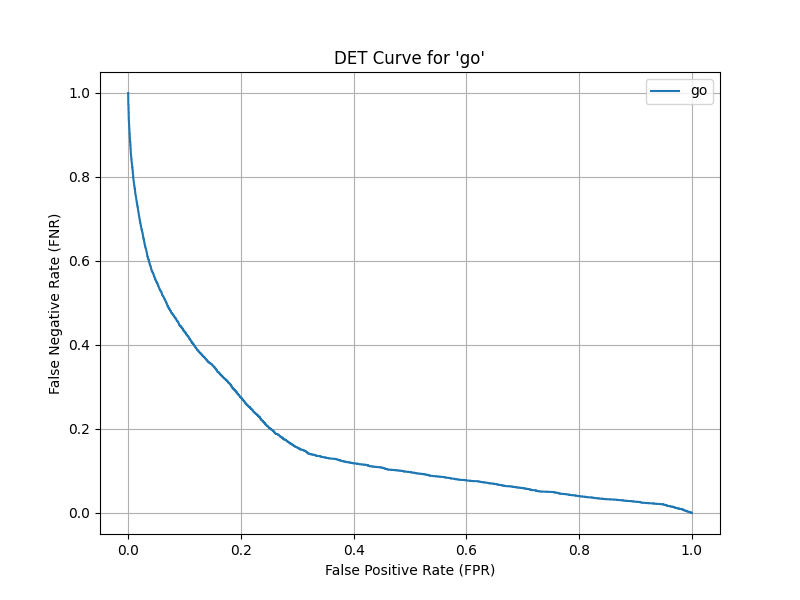 DET Curve for 'go'
go
1.0
0.8
0.6
0.4
0.2
0.0
False Negative Rate (FNR)
0.0 0.2 0.4 0.6 0.8 1.0
False Positive Rate (FPR)